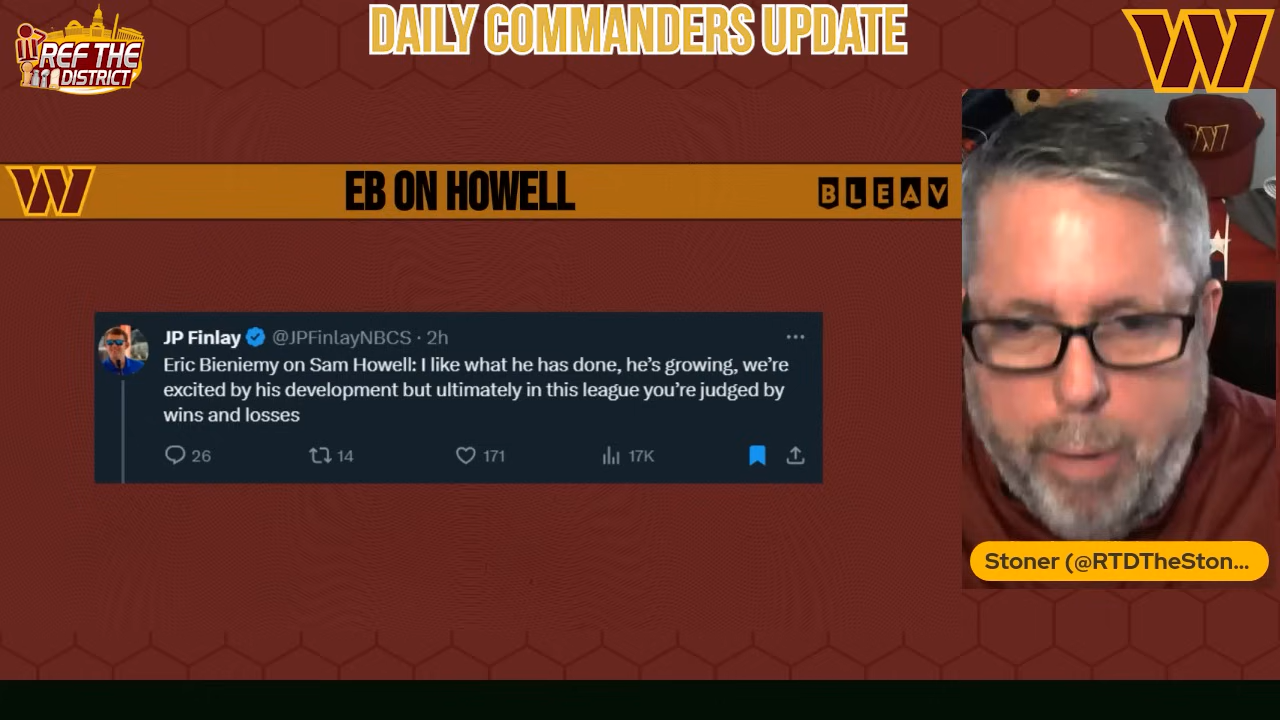 REF THE
DISTRICT
DAILY COMMANDERS UPDATE
W
W
EB ON HOWELL
BLEAV
JP Finlay @JPFinlayNBCS · 2h
Eric Bieniemy on Sam Howell: I like what he has done, he's growing, we're
excited by his development but ultimately in this league you're judged by
wins and losses
26 14 171 17K
W
Stoner (@RTDTheSton...